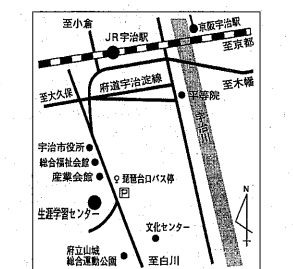 至小倉
京阪宇治駅
JR宇治駅
至京都
至木幡
府道宇治淀線
至大久保
平等院
宇治川
宇治市役所
総合福祉会館
産業会館
琵琶台口バス停
P
生涯学習センター
文化センター
N
府立山城
総合運動公園
至白川